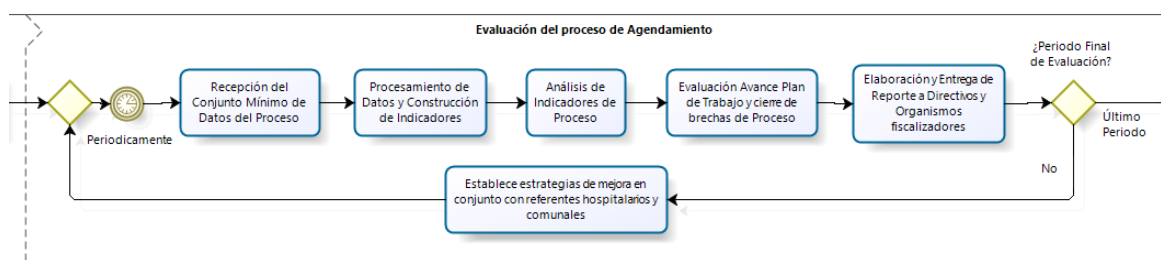 Evaluación del proceso de Agendamiento
Periodicamente
Recepción del
Conjunto Mínimo de
Datos del Proceso
Procesamiento de
Datos y Construcción
de Indicadores
Análisis de
Indicadores de
Proceso
Evaluación Avance Plan
de Trabajo y cierre de
brechas de Proceso
Elaboración y Entrega de
Reporte a Directivos y
Organismos
fiscalizadores
¿Periodo Final
de Evaluación?
Último
Periodo
No
Establece estrategias de mejora en
conjunto con referentes hospitalarios y
comunales